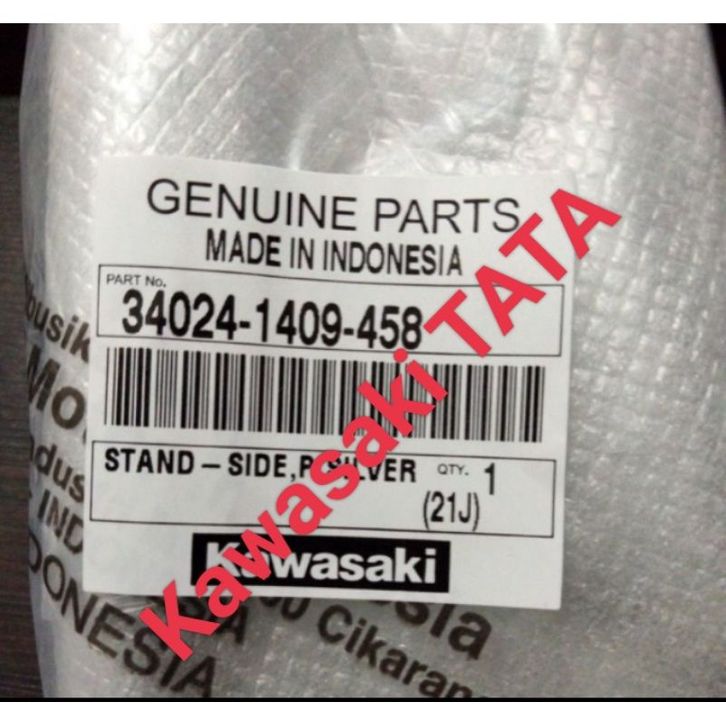 GENUINE PARTS
MADE IN INDONESIA
PART No.
34024-1409-458
STAND – SIDE,P.SILVER QTY. 1
(21J)
Kawasaki
Kawasaki TATA
Cikarang
DONESIA